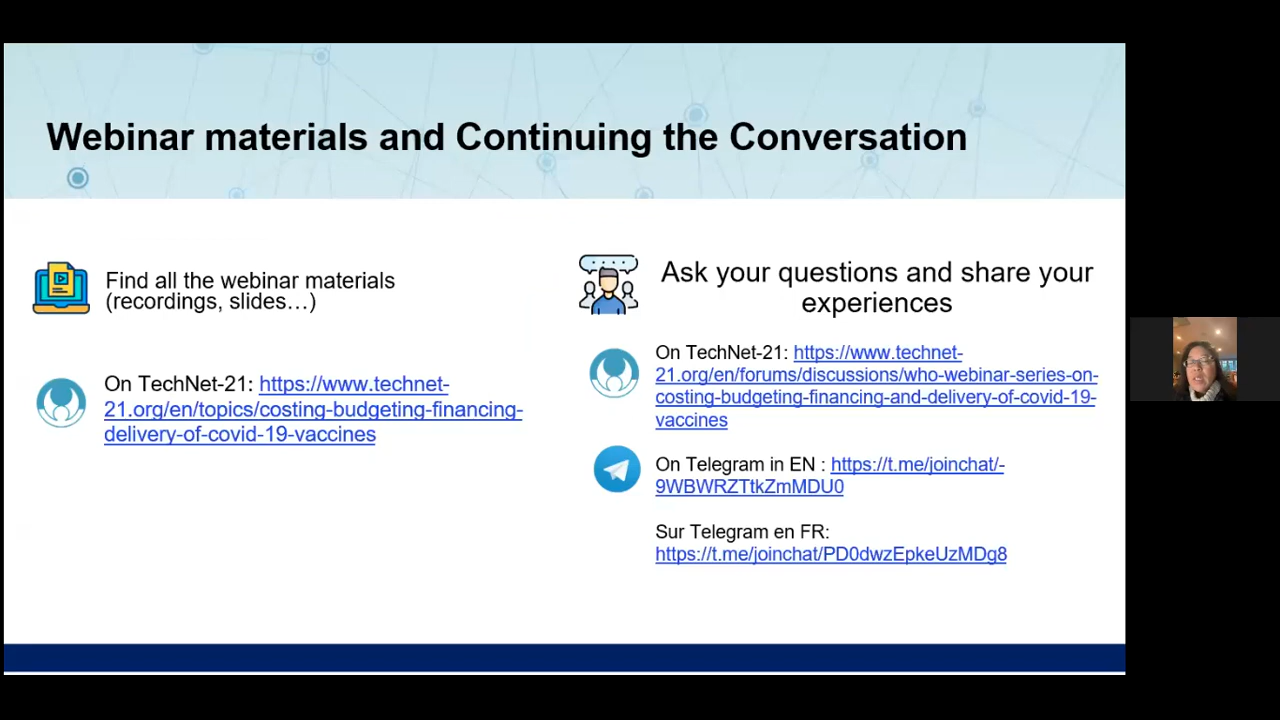 Webinar materials and Continuing the Conversation
Find all the webinar materials
(recordings, slides…)
On TechNet-21: https://www.technet-
21.org/en/topics/costing-budgeting-financing-
delivery-of-covid-19-vaccines
Ask your questions and share your
experiences
On TechNet-21: https://www.technet-
21.org/en/forums/discussions/who-webinar-series-on-
costing-budgeting-financing-and-delivery-of-covid-19-
vaccines
On Telegram in EN : https://t.me/joinchat/-
9WBWRZTtkZmMDU0
Sur Telegram en FR:
https://t.me/joinchat/PD0dwzEpkeUzMDg8